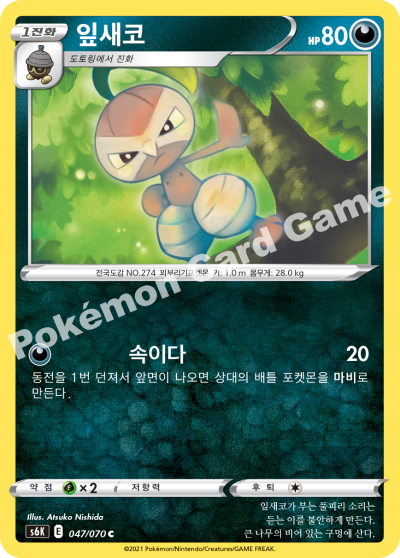 1진화
잎새코
HP80
도토링에서 진화
전국도감 NO.274 꾀부리기포켓몬 키: 1.0 m 몸무게: 28.0 kg
Pokémon Card Game
속이다 20
동전을 1번 던져서 앞면이 나오면 상대의 배틀 포켓몬을 마비로
만든다.
약점 ×2 저항력 후퇴
Illus. Atsuko Nishida
s6K E 047/070 C
잎새코가 부는 풀피리 소리는
듣는 이를 불안하게 만든다.
큰 나무의 비어 있는 구멍에 산다.
©2021 Pokémon/Nintendo/Creatures/GAME FREAK.